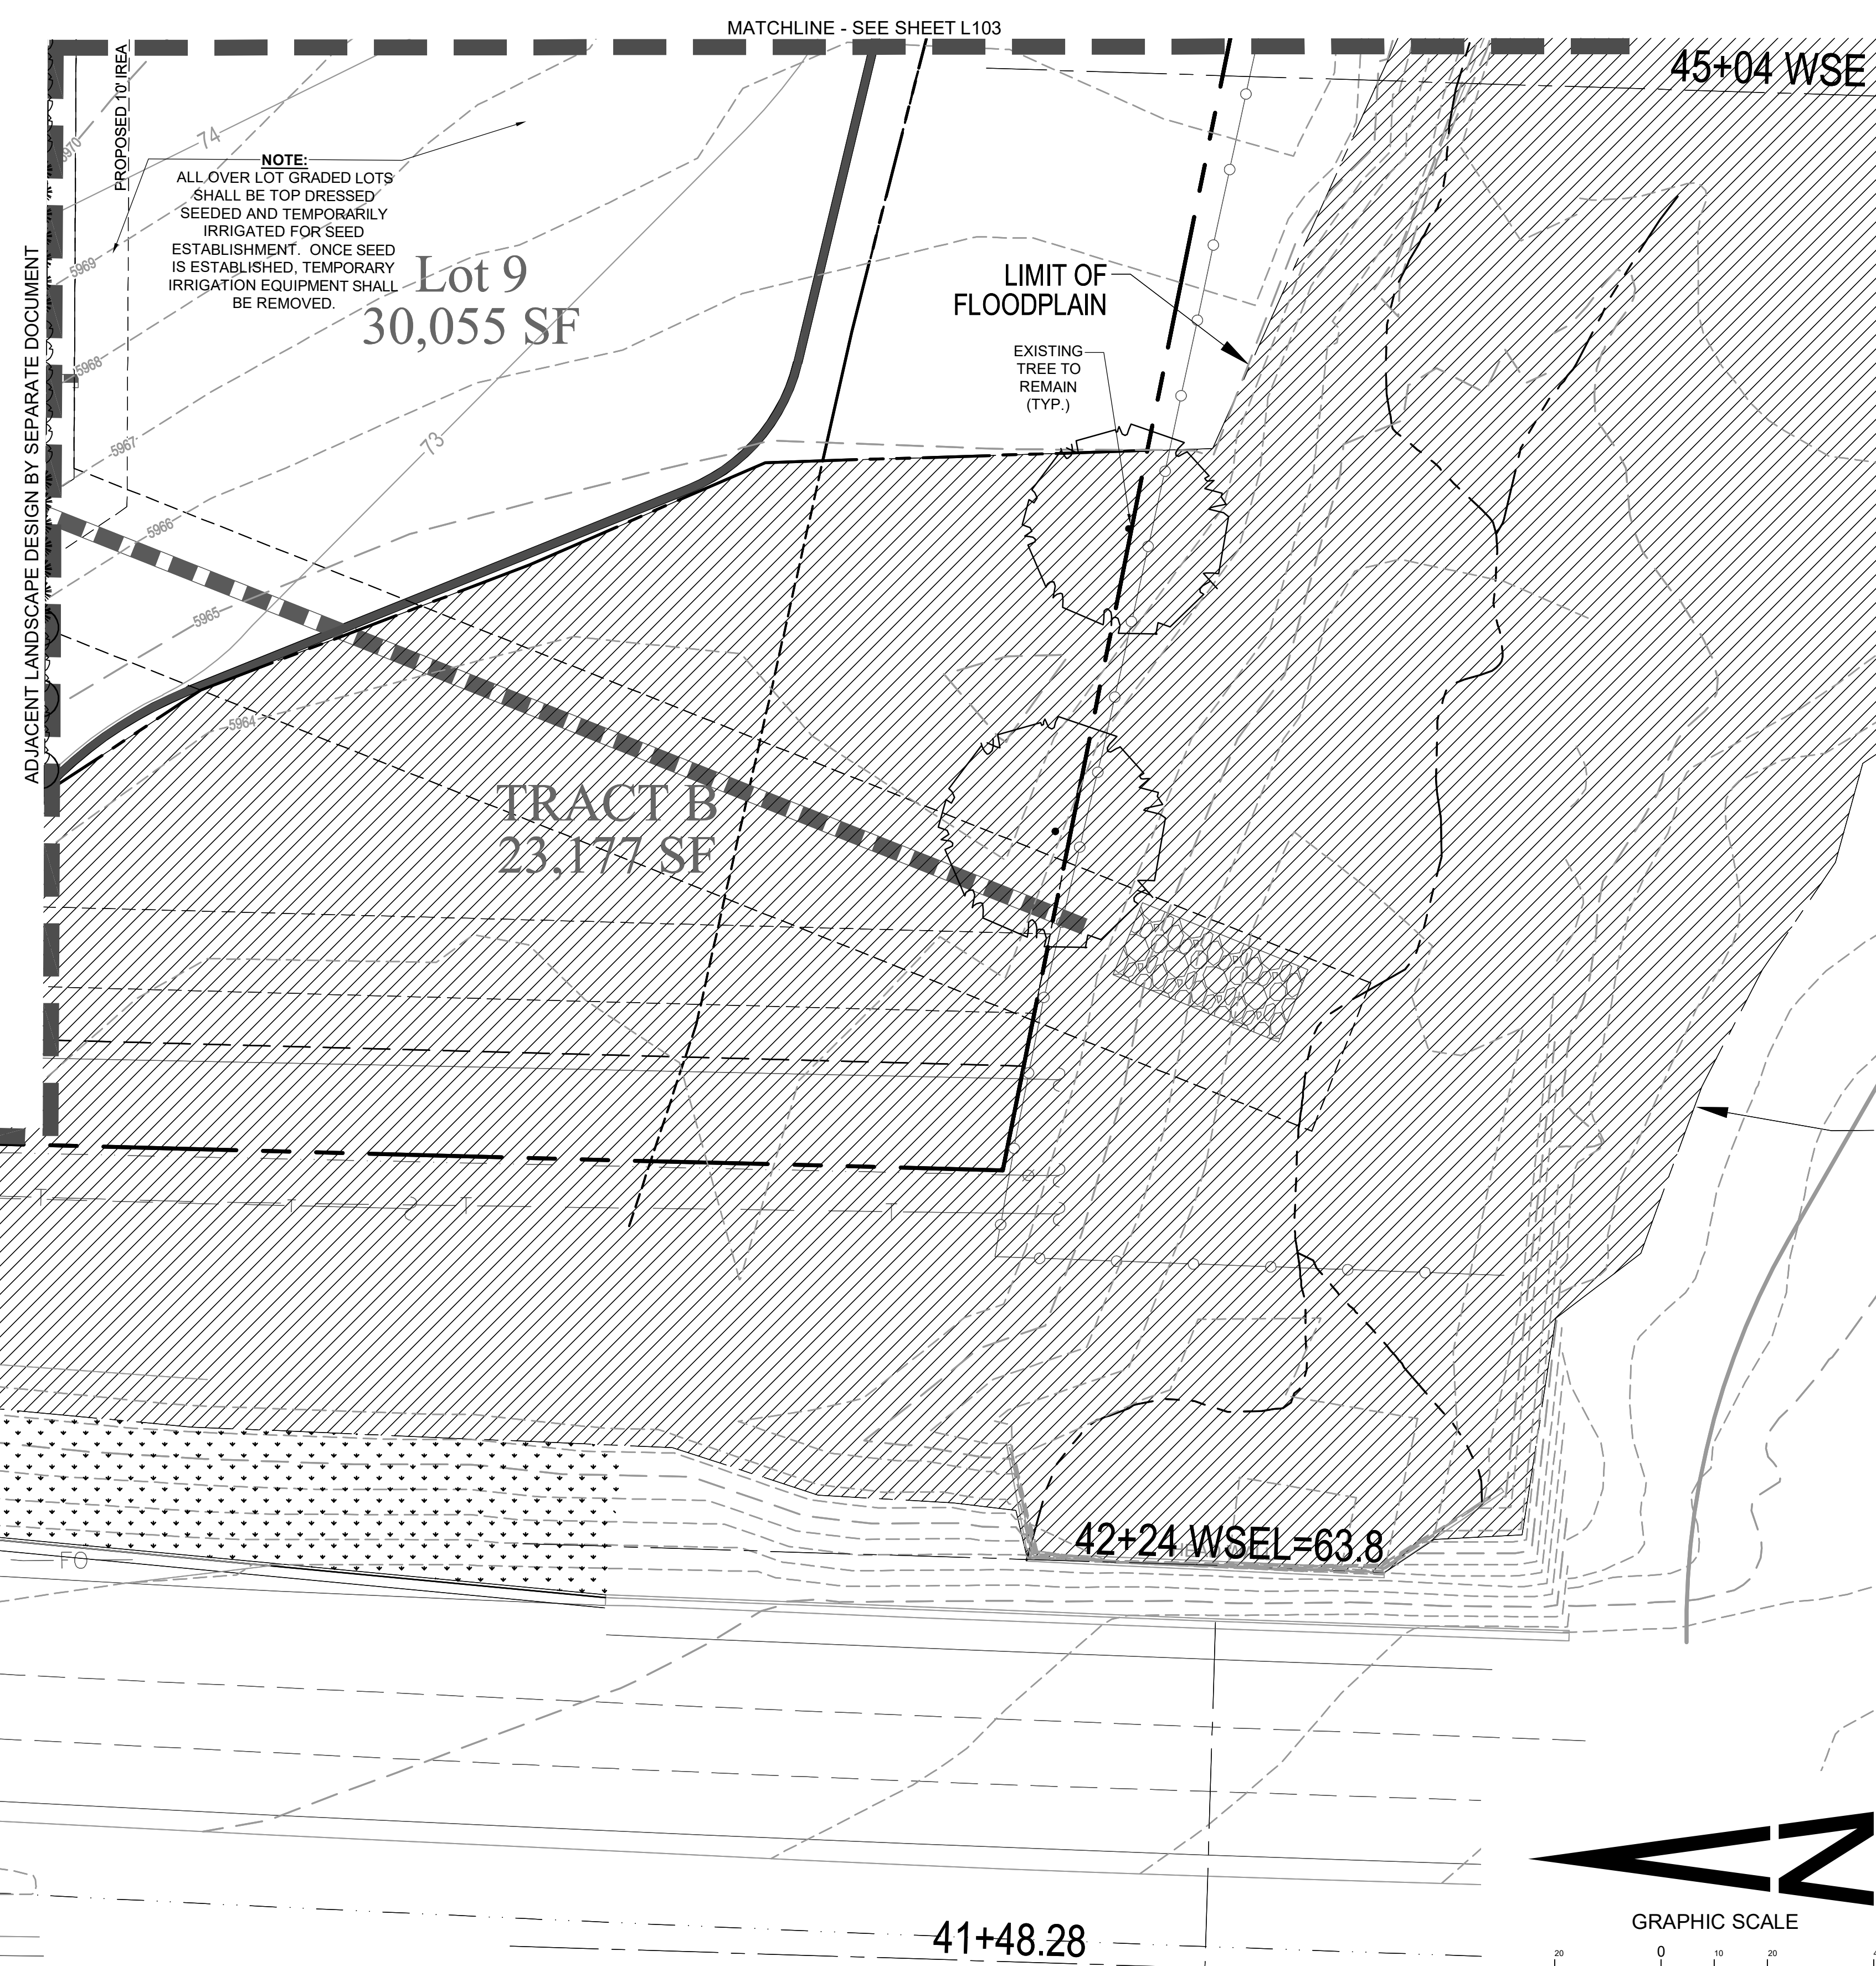 MATCHLINE - SEE SHEET L103
45+04 WSE
PROPOSED 10' IREA
5970
74
NOTE:
ALL OVER LOT GRADED LOTS
SHALL BE TOP DRESSED
SEEDED AND TEMPORARILY
IRRIGATED FOR SEED
ESTABLISHMENT. ONCE SEED
IS ESTABLISHED, TEMPORARY
IRRIGATION EQUIPMENT SHALL
BE REMOVED.
ADJACENT LANDSCAPE DESIGN BY SEPARATE DOCUMENT
5969
Lot 9
30,055 SF
LIMIT OF
FLOODPLAIN
EXISTING
TREE TO
REMAIN
(TYP.)
5968
5967
73
5966
5965
5964
TRACT B
23,177 SF
T
T
T
T
42+24 WSEL=63.8
FO
N
GRAPHIC SCALE
20
0
10
20
41+48.28